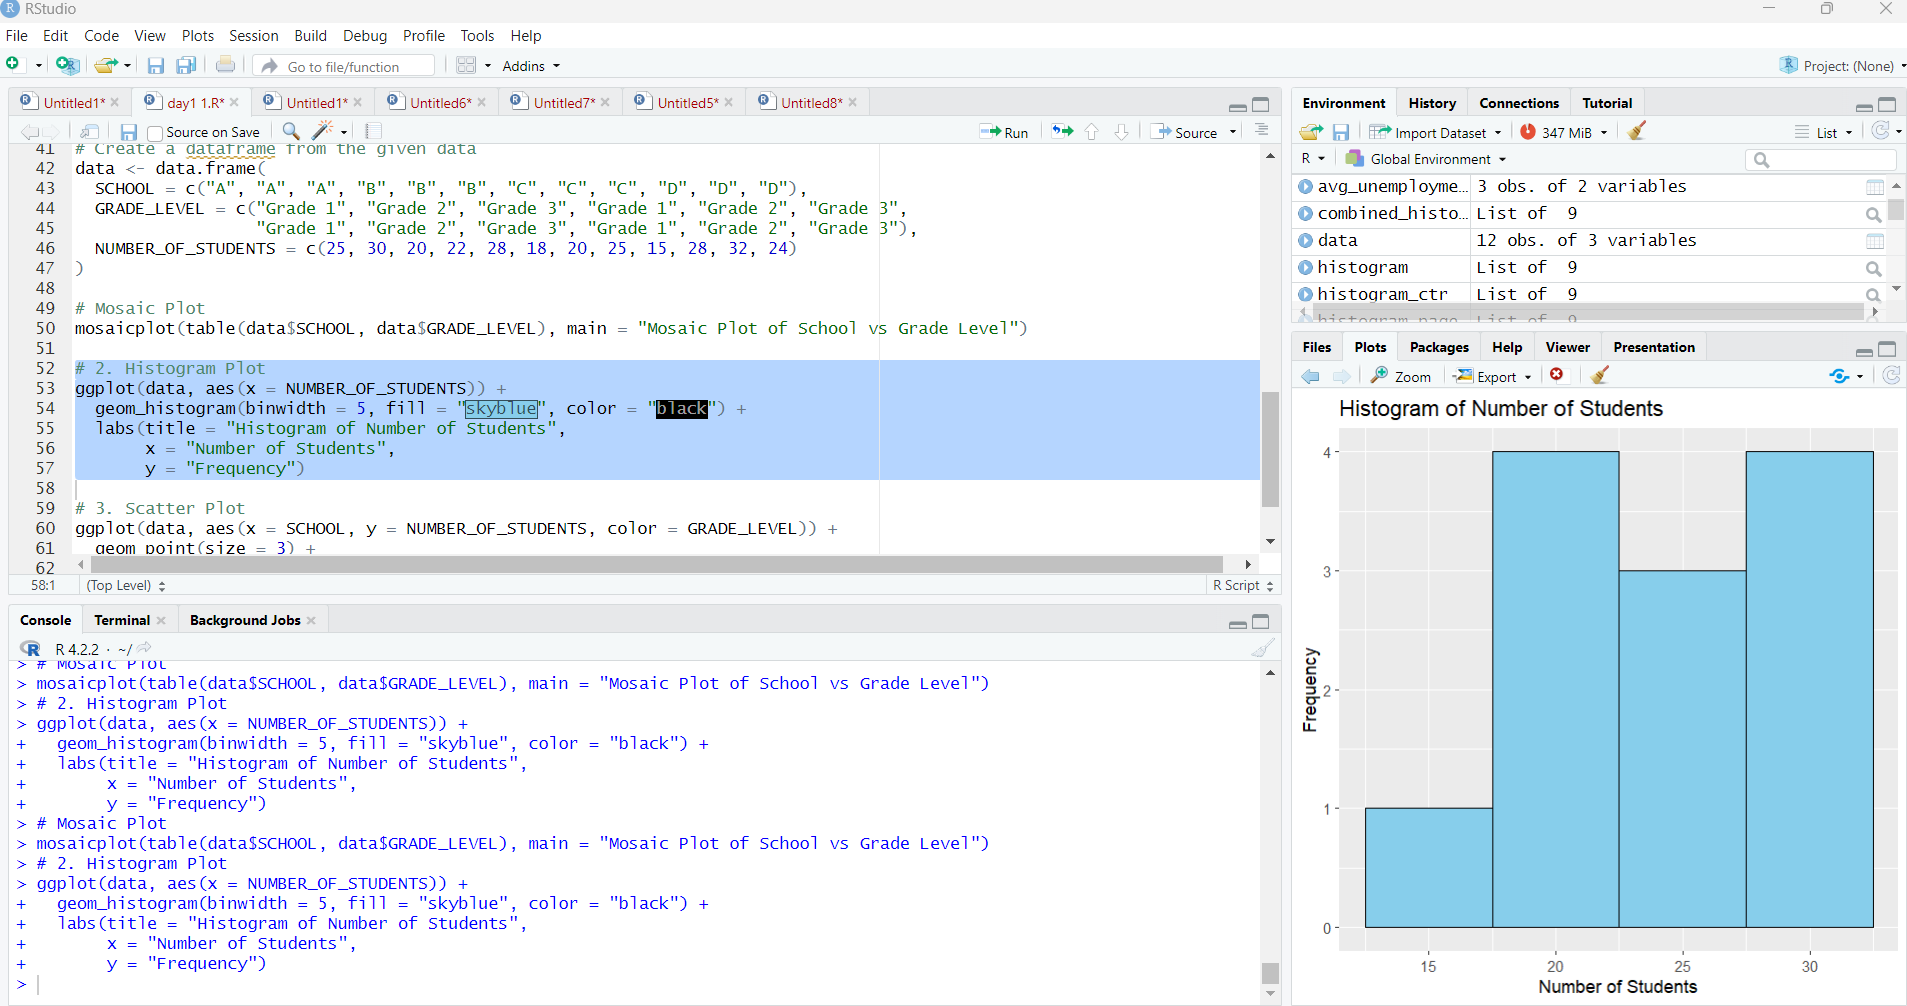 RStudio
File Edit Code View Plots Session Build Debug Profile Tools Help
Go to file/function Addins Project: (None)
Untitled1* day1 1.R* Untitled1* Untitled6* Untitled7* Untitled5* Untitled8*
Source on Save Run Source
41 # Create a dataframe from the given data
42 data <- data.frame(
43   SCHOOL = c("A", "A", "A", "B", "B", "B", "C", "C", "C", "D", "D", "D"),
44   GRADE_LEVEL = c("Grade 1", "Grade 2", "Grade 3", "Grade 1", "Grade 2", "Grade 3",
45                   "Grade 1", "Grade 2", "Grade 3", "Grade 1", "Grade 2", "Grade 3"),
46   NUMBER_OF_STUDENTS = c(25, 30, 20, 22, 28, 18, 20, 25, 15, 28, 32, 24)
47 )
48
49 # Mosaic Plot
50 mosaicplot(table(data$SCHOOL, data$GRADE_LEVEL), main = "Mosaic Plot of School vs Grade Level")
51
52 # 2. Histogram Plot
53 ggplot(data, aes(x = NUMBER_OF_STUDENTS)) +
54   geom_histogram(binwidth = 5, fill = "skyblue", color = "black") +
55   labs(title = "Histogram of Number of Students",
56        x = "Number of Students",
57        y = "Frequency")
58
59 # 3. Scatter Plot
60 ggplot(data, aes(x = SCHOOL, y = NUMBER_OF_STUDENTS, color = GRADE_LEVEL)) +
61   geom_point(size = 3) +
62
58:1 (Top Level) R Script
Console Terminal Background Jobs
R 4.2.2 · ~/
> # Mosaic Plot
> mosaicplot(table(data$SCHOOL, data$GRADE_LEVEL), main = "Mosaic Plot of School vs Grade Level")
> # 2. Histogram Plot
> ggplot(data, aes(x = NUMBER_OF_STUDENTS)) +
+   geom_histogram(binwidth = 5, fill = "skyblue", color = "black") +
+   labs(title = "Histogram of Number of Students",
+        x = "Number of Students",
+        y = "Frequency")
> # Mosaic Plot
> mosaicplot(table(data$SCHOOL, data$GRADE_LEVEL), main = "Mosaic Plot of School vs Grade Level")
> # 2. Histogram Plot
> ggplot(data, aes(x = NUMBER_OF_STUDENTS)) +
+   geom_histogram(binwidth = 5, fill = "skyblue", color = "black") +
+   labs(title = "Histogram of Number of Students",
+        x = "Number of Students",
+        y = "Frequency")
>
Environment History Connections Tutorial
Import Dataset 347 MiB List
R Global Environment
avg_unemployme... 3 obs. of 2 variables
combined_histo... List of 9
data 12 obs. of 3 variables
histogram List of 9
histogram_ctr List of 9
histogram_page List of 9
Files Plots Packages Help Viewer Presentation
Zoom Export
Histogram of Number of Students
4
3
2
1
0
Frequency
15 20 25 30
Number of Students